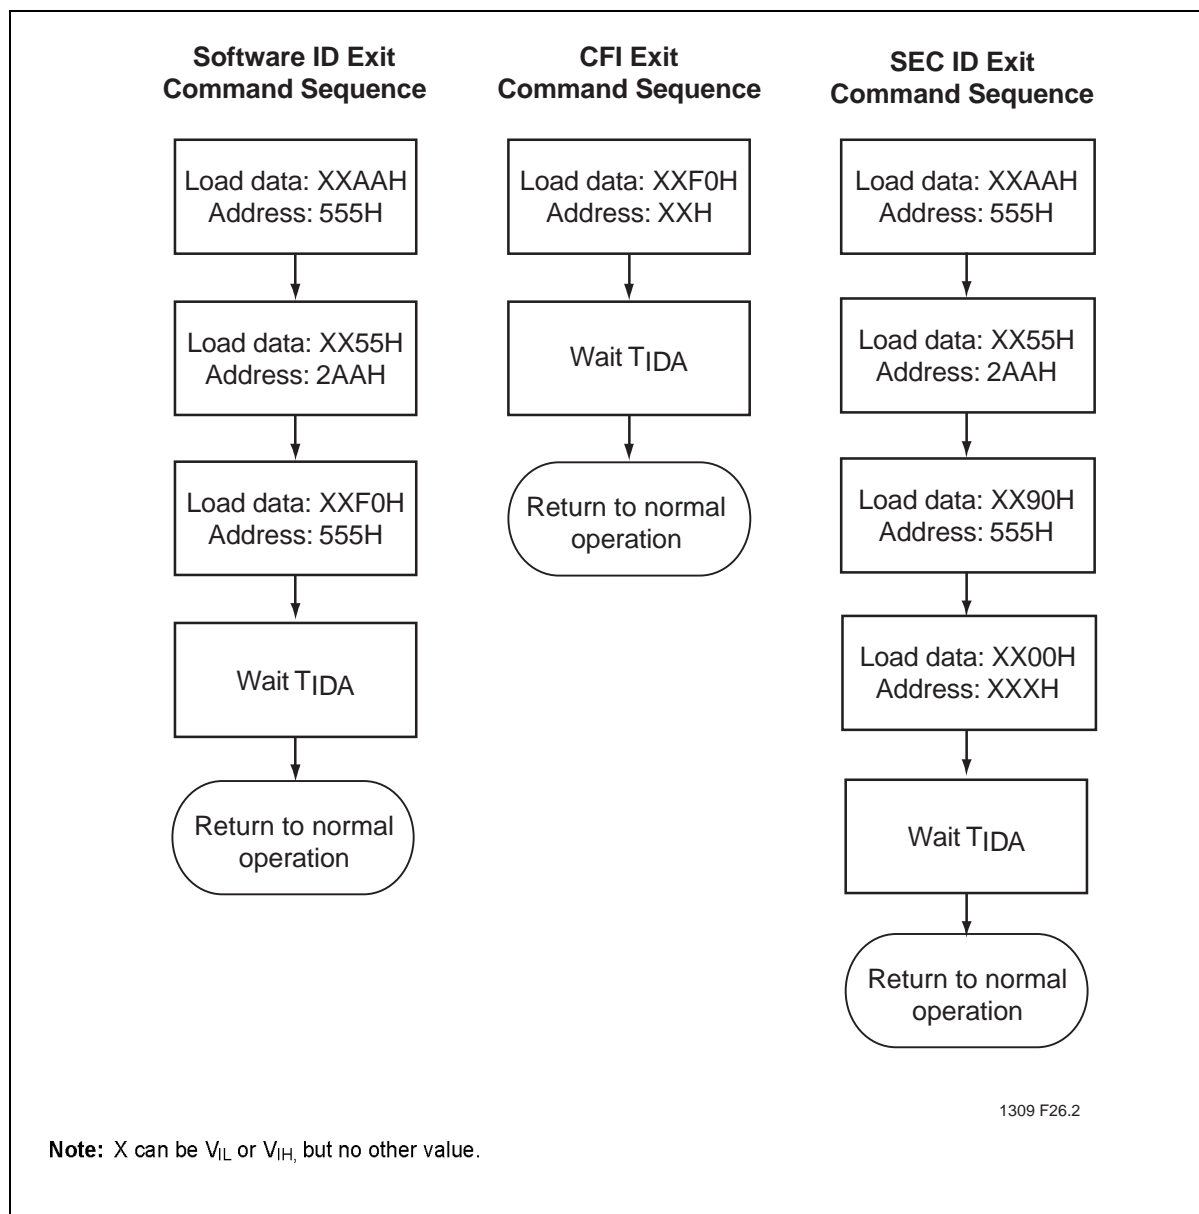 Software ID Exit
Command Sequence
Load data: XXAAH
Address: 555H
Load data: XX55H
Address: 2AAH
Load data: XXF0H
Address: 555H
Wait TIDA
Return to normal
operation
CFI Exit
Command Sequence
Load data: XXF0H
Address: XXH
Wait TIDA
Return to normal
operation
SEC ID Exit
Command Sequence
Load data: XXAAH
Address: 555H
Load data: XX55H
Address: 2AAH
Load data: XX90H
Address: 555H
Load data: XX00H
Address: XXXH
Wait TIDA
Return to normal
operation
1309 F26.2
Note: X can be VIL or VIH, but no other value.